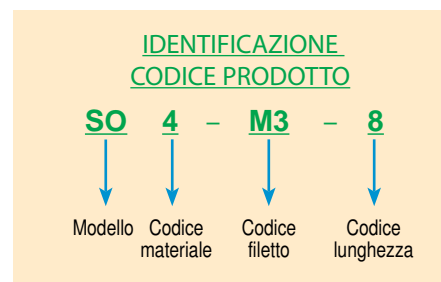 IDENTIFICAZIONE
CODICE PRODOTTO
SO 4 – M3 – 8
Modello Codice materiale Codice filetto Codice lunghezza